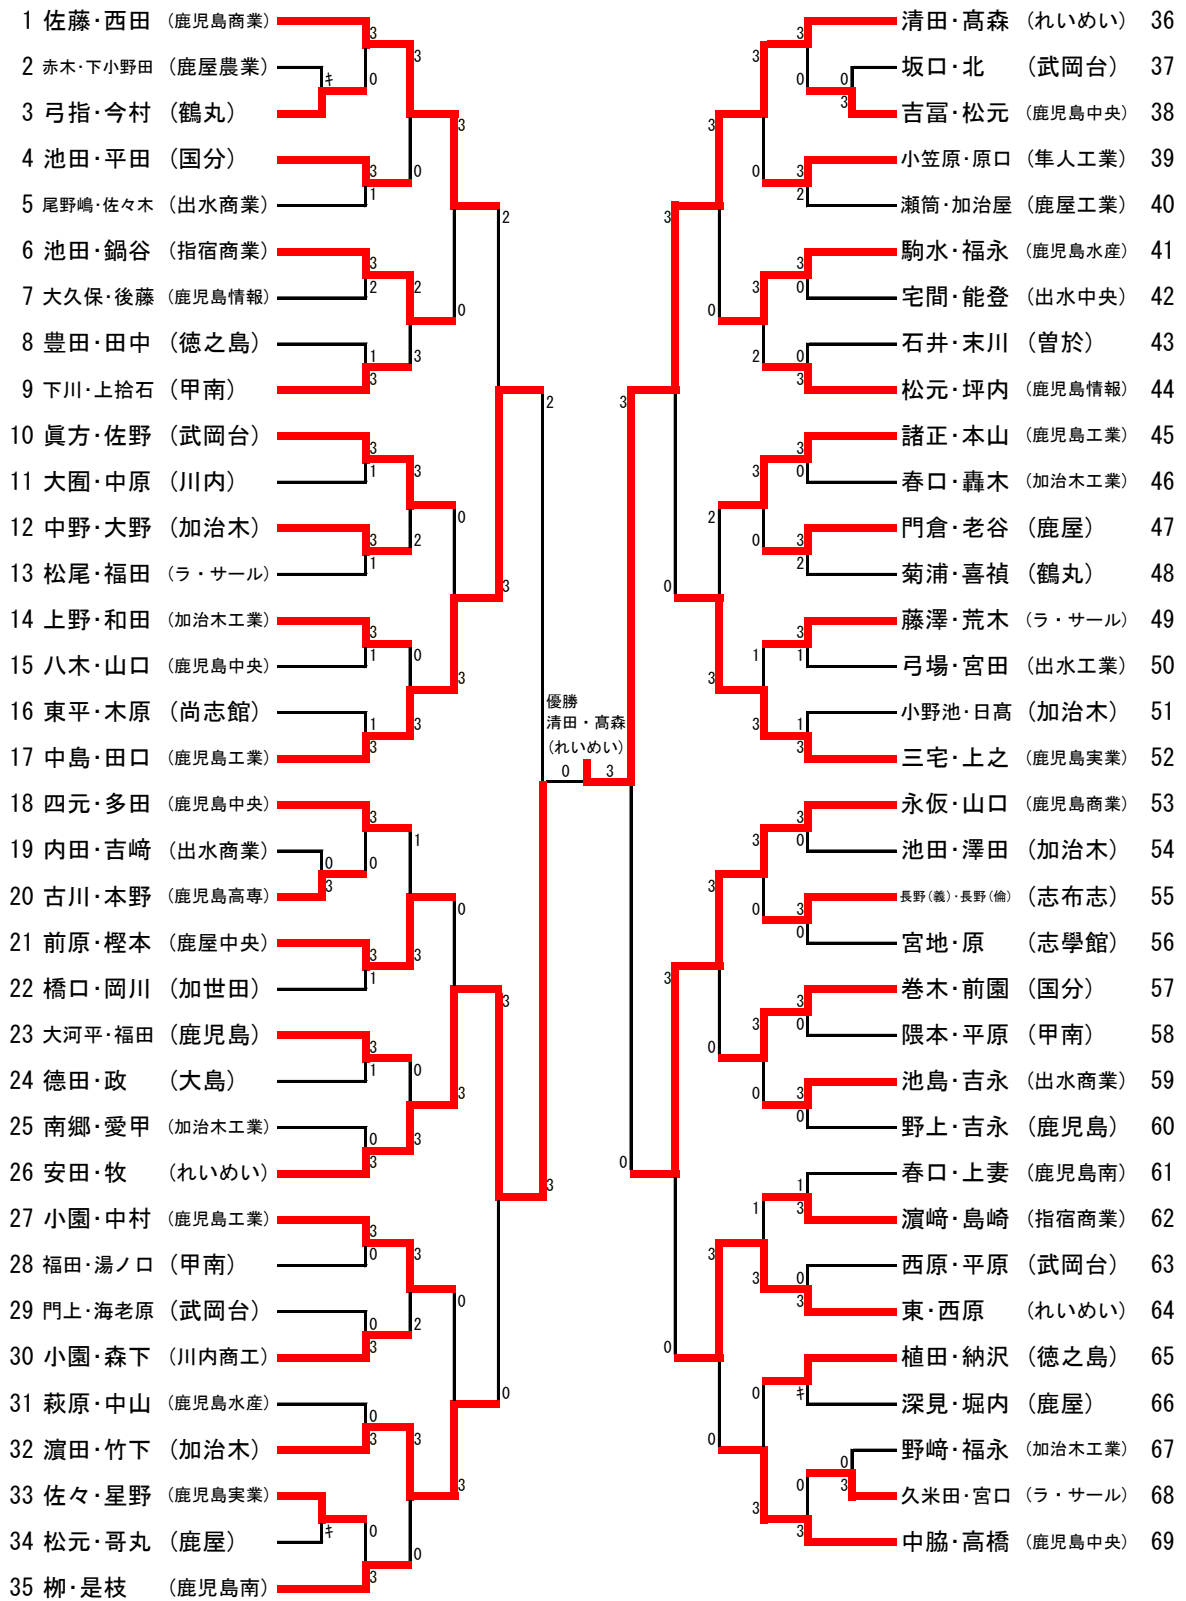 1 佐藤・西田 (鹿児島商業)
2 赤木・下小野田 (鹿屋農業)
3 弓指・今村 (鶴丸)
4 池田・平田 (国分)
5 尾野嶋・佐々木 (出水商業)
6 池田・鍋谷 (指宿商業)
7 大久保・後藤 (鹿児島情報)
8 豊田・田中 (徳之島)
9 下川・上拾石 (甲南)
10 眞方・佐野 (武岡台)
11 大囿・中原 (川内)
12 中野・大野 (加治木)
13 松尾・福田 (ラ・サール)
14 上野・和田 (加治木工業)
15 八木・山口 (鹿児島中央)
16 東平・木原 (尚志館)
17 中島・田口 (鹿児島工業)
18 四元・多田 (鹿児島中央)
19 内田・吉﨑 (出水商業)
20 古川・本野 (鹿児島高専)
21 前原・樫本 (鹿屋中央)
22 橋口・岡川 (加世田)
23 大河平・福田 (鹿児島)
24 德田・政 (大島)
25 南郷・愛甲 (加治木工業)
26 安田・牧 (れいめい)
27 小園・中村 (鹿児島工業)
28 福田・湯ノ口 (甲南)
29 門上・海老原 (武岡台)
30 小園・森下 (川内商工)
31 萩原・中山 (鹿児島水産)
32 濵田・竹下 (加治木)
33 佐々・星野 (鹿児島実業)
34 松元・哥丸 (鹿屋)
35 栁・是枝 (鹿児島南)
優勝
清田・髙森
(れいめい)
0 3
清田・髙森 (れいめい) 36
坂口・北 (武岡台) 37
吉冨・松元 (鹿児島中央) 38
小笠原・原口 (隼人工業) 39
瀬筒・加治屋 (鹿屋工業) 40
駒水・福永 (鹿児島水産) 41
宅間・能登 (出水中央) 42
石井・末川 (曽於) 43
松元・坪内 (鹿児島情報) 44
諸正・本山 (鹿児島工業) 45
春口・轟木 (加治木工業) 46
門倉・老谷 (鹿屋) 47
菊浦・喜禎 (鶴丸) 48
藤澤・荒木 (ラ・サール) 49
弓場・宮田 (出水工業) 50
小野池・日髙 (加治木) 51
三宅・上之 (鹿児島実業) 52
永仮・山口 (鹿児島商業) 53
池田・澤田 (加治木) 54
長野(義)・長野(倫) (志布志) 55
宮地・原 (志學館) 56
巻木・前園 (国分) 57
隈本・平原 (甲南) 58
池島・吉永 (出水商業) 59
野上・吉永 (鹿児島) 60
春口・上妻 (鹿児島南) 61
濵﨑・島崎 (指宿商業) 62
西原・平原 (武岡台) 63
東・西原 (れいめい) 64
植田・納沢 (徳之島) 65
深見・堀内 (鹿屋) 66
野﨑・福永 (加治木工業) 67
久米田・宮口 (ラ・サール) 68
中脇・高橋 (鹿児島中央) 69